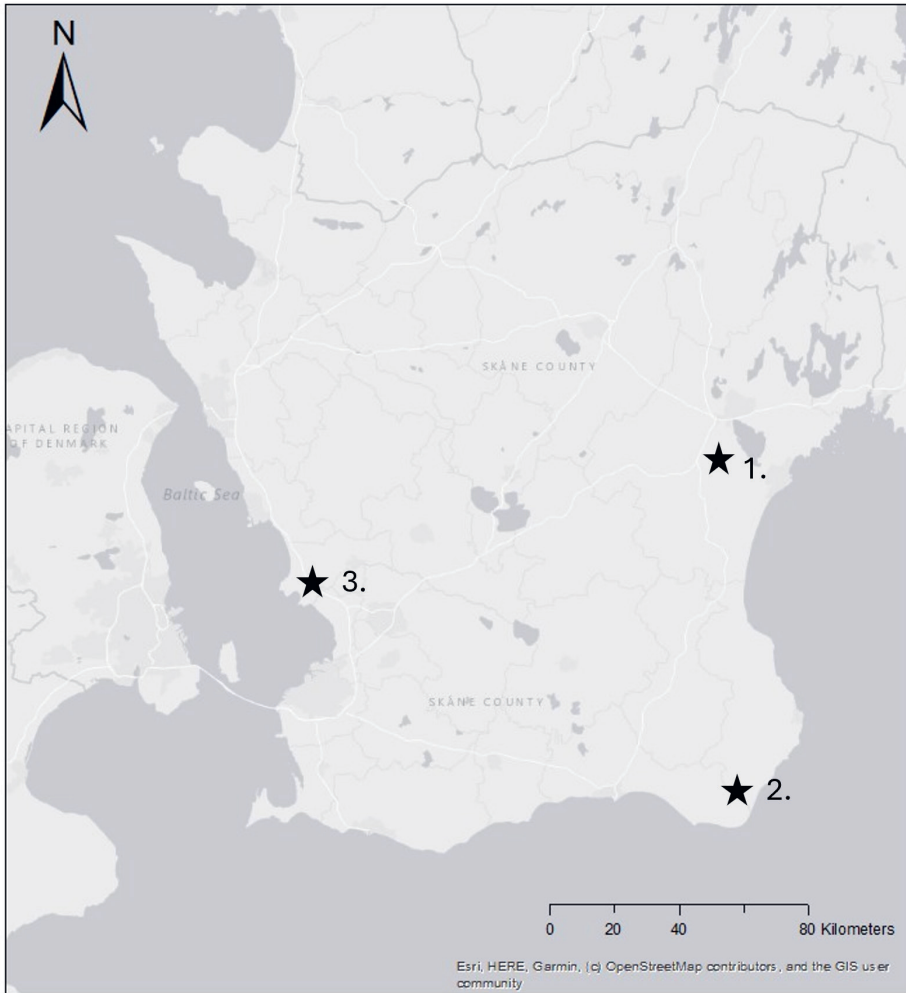 N
SKÅNE COUNTY
APITAL REGION
OF DENMARK
1.
Baltic Sea
3.
SKÅNE COUNTY
2.
0 20 40 80 Kilometers
Esri, HERE, Garmin, (c) OpenStreetMap contributors, and the GIS user
community